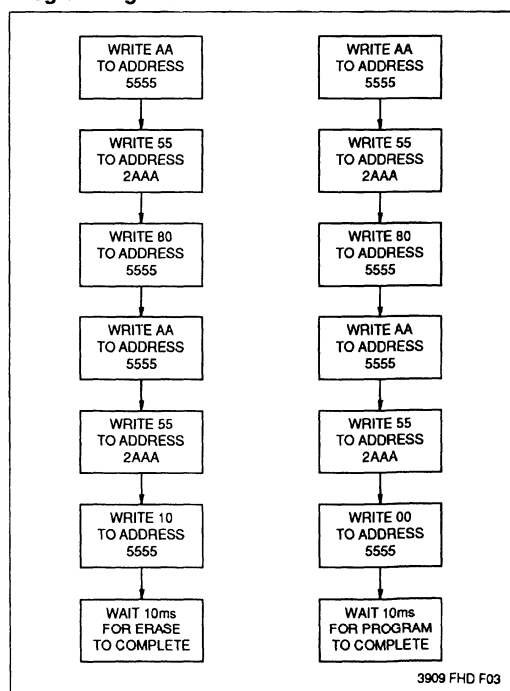 WRITE AA
TO ADDRESS
5555
WRITE 55
TO ADDRESS
2AAA
WRITE 80
TO ADDRESS
5555
WRITE AA
TO ADDRESS
5555
WRITE 55
TO ADDRESS
2AAA
WRITE 10
TO ADDRESS
5555
WAIT 10ms
FOR ERASE
TO COMPLETE
WRITE AA
TO ADDRESS
5555
WRITE 55
TO ADDRESS
2AAA
WRITE 80
TO ADDRESS
5555
WRITE AA
TO ADDRESS
5555
WRITE 55
TO ADDRESS
2AAA
WRITE 00
TO ADDRESS
5555
WAIT 10ms
FOR PROGRAM
TO COMPLETE
3909 FHD F03